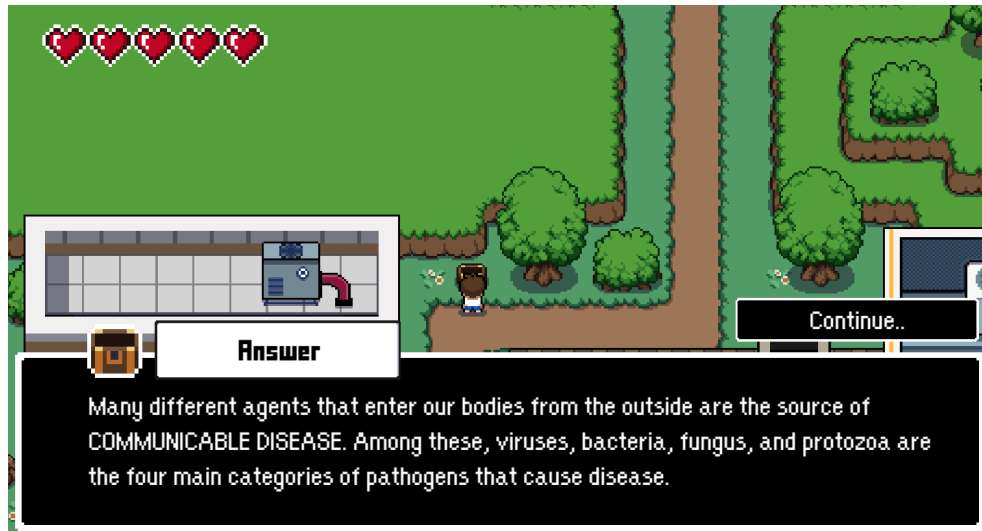 Continue..
Answer
Many different agents that enter our bodies from the outside are the source of
COMMUNICABLE DISEASE. Among these, viruses, bacteria, fungus, and protozoa are
the four main categories of pathogens that cause disease.